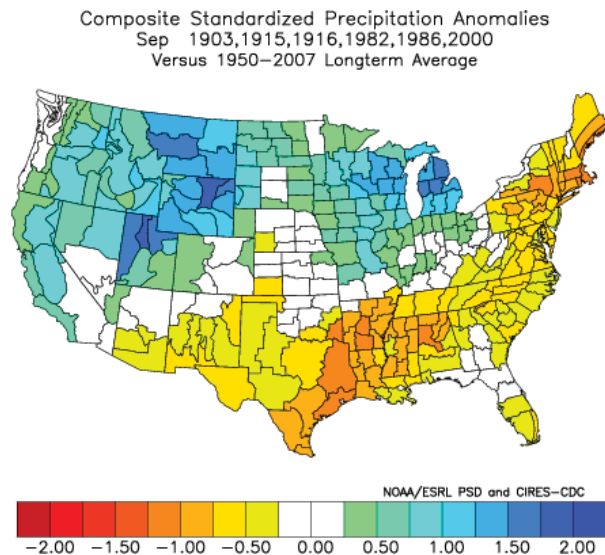 Composite Standardized Precipitation Anomalies
Sep 1903,1915,1916,1982,1986,2000
Versus 1950−2007 Longterm Average
NOAA/ESRL PSD and CIRES−CDC
−2.00 −1.50 −1.00 −0.50 0.00 0.50 1.00 1.50 2.00